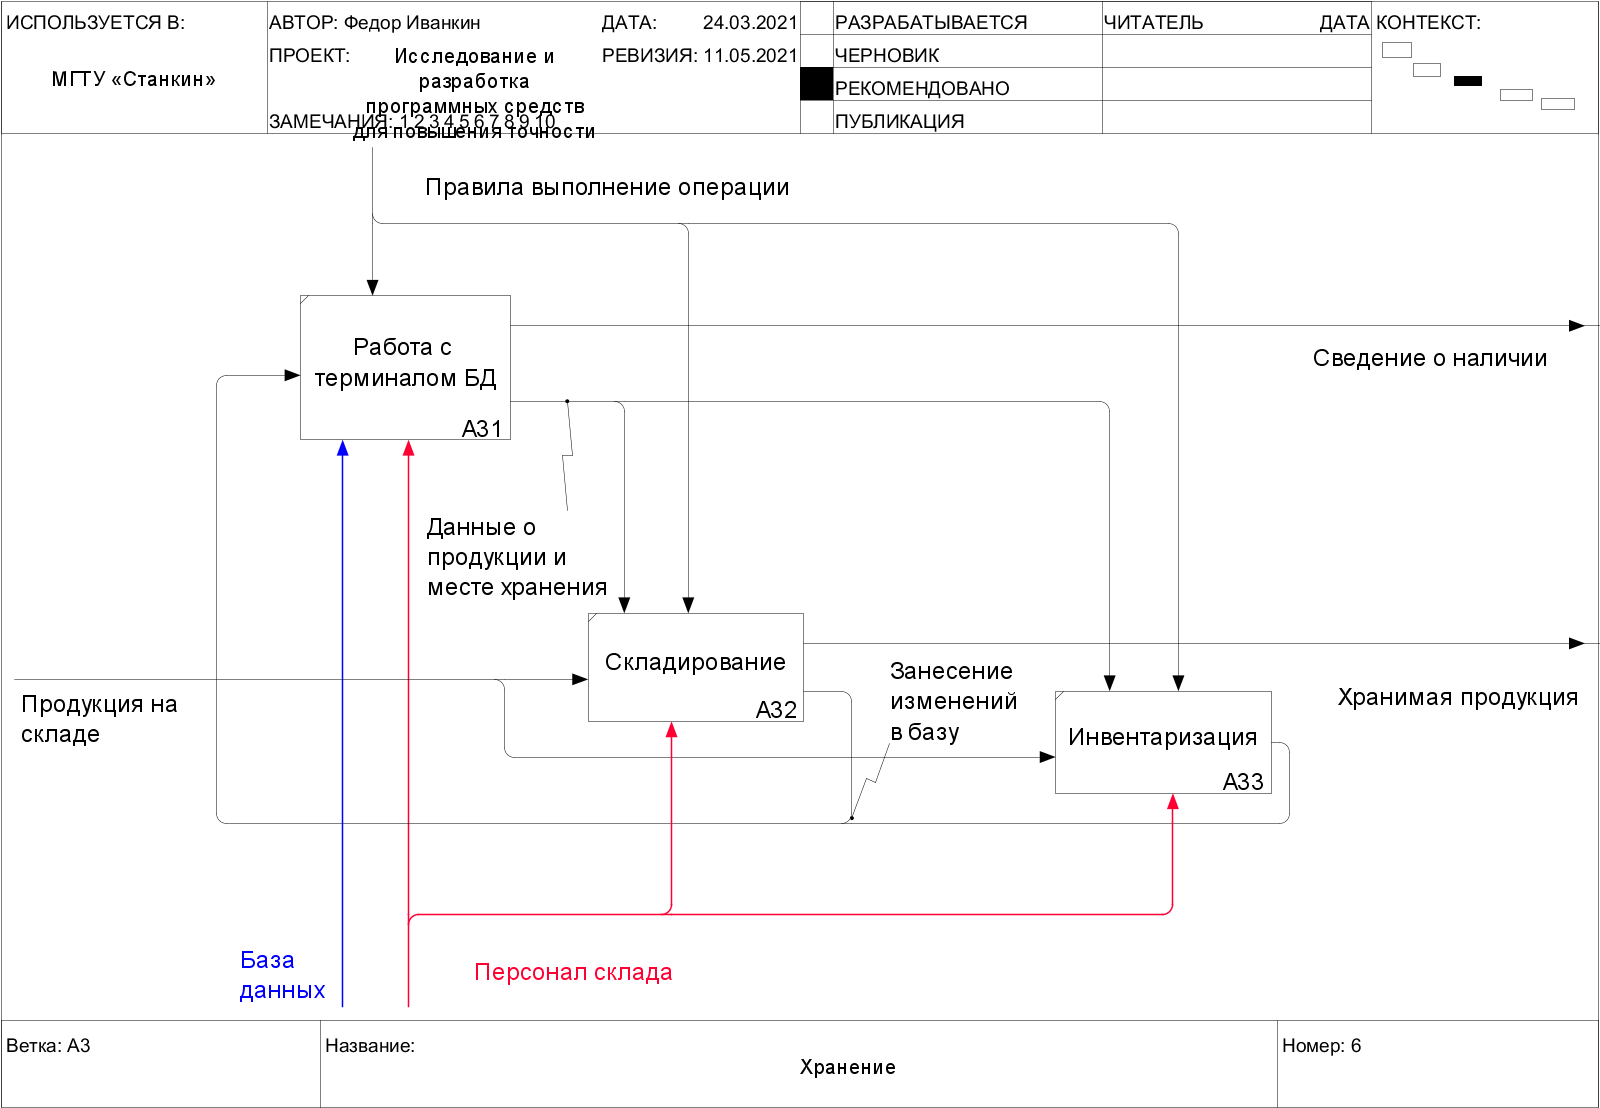 ИСПОЛЬЗУЕТСЯ В:
МГТУ «Станкин»
АВТОР: Федор Иванкин
ДАТА: 24.03.2021
ПРОЕКТ:
Исследование и
разработка
программных средств
для повышения точности
РЕВИЗИЯ: 11.05.2021
ЗАМЕЧАНИЯ: 1 2 3 4 5 6 7 8 9 10
РАЗРАБАТЫВАЕТСЯ
ЧЕРНОВИК
РЕКОМЕНДОВАНО
ПУБЛИКАЦИЯ
ЧИТАТЕЛЬ
ДАТА
КОНТЕКСТ:
Правила выполнение операции
Работа с
терминалом БД
А31
Сведение о наличии
Данные о
продукции и
месте хранения
Складирование
А32
Продукция на
складе
Занесение
изменений
в базу
Хранимая продукция
Инвентаризация
А33
База
данных
Персонал склада
Ветка: А3
Название:
Хранение
Номер: 6